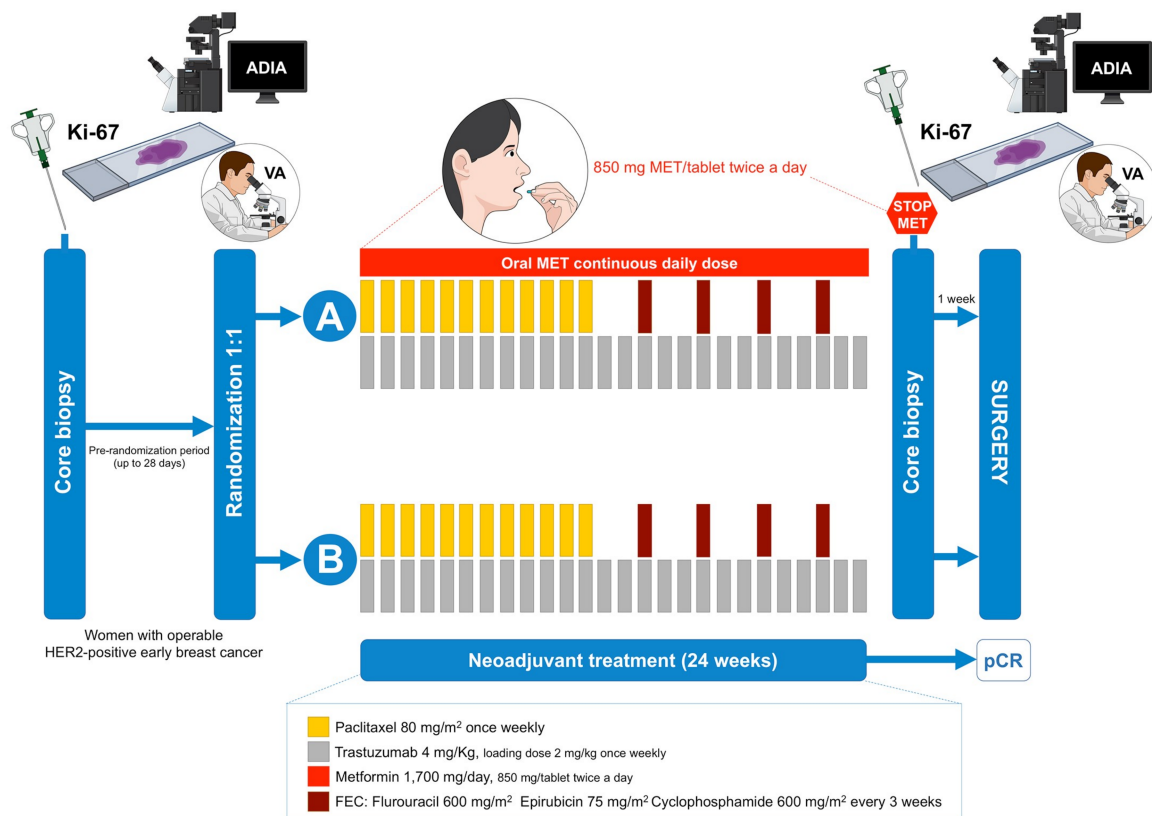 ADIA
Ki-67
VA
850 mg MET/tablet twice a day
ADIA
Ki-67
VA
STOP
MET
Core biopsy
Pre-randomization period
(up to 28 days)
Randomization 1:1
Women with operable
HER2-positive early breast cancer
Oral MET continuous daily dose
A
B
Core biopsy
1 week
SURGERY
Neoadjuvant treatment (24 weeks)
pCR
Paclitaxel 80 mg/m² once weekly
Trastuzumab 4 mg/Kg, loading dose 2 mg/kg once weekly
Metformin 1,700 mg/day, 850 mg/tablet twice a day
FEC: Flurouracil 600 mg/m² Epirubicin 75 mg/m² Cyclophosphamide 600 mg/m² every 3 weeks